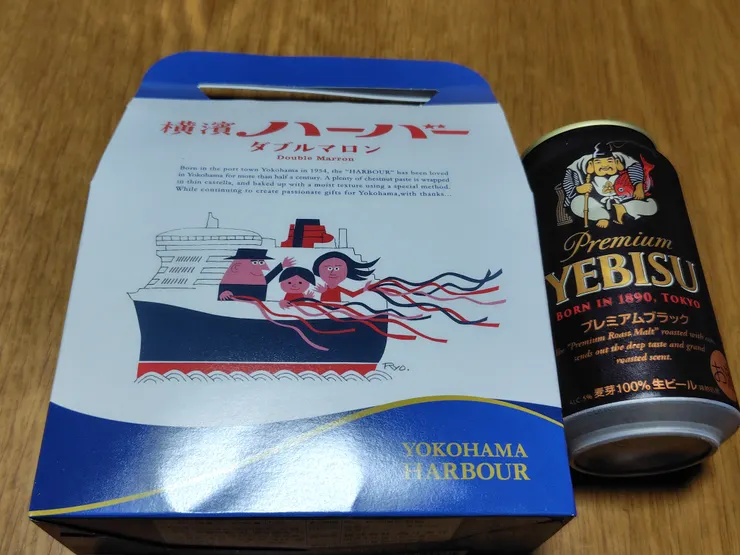 横濱ハーバー
ダブルマロン
Double Marron
Born in the port town Yokohama in 1954, the "HARBOUR" has been loved
in Yokohama for more than half a century. A plenty of chestnut paste is wrapped
in thin castella, and baked up with a moist texture using a special method.
While continuing to create passionate gifts for Yokohama,with thanks...
Ryo.
YOKOHAMA
HARBOUR
Premium
YEBISU
BORN IN 1890, TOKYO
プレミアムブラック
"Premium Roast Malt" roasted with
sends out the deep taste and grand
roasted scent.
ALC.5% 麦芽100%生ビール
お